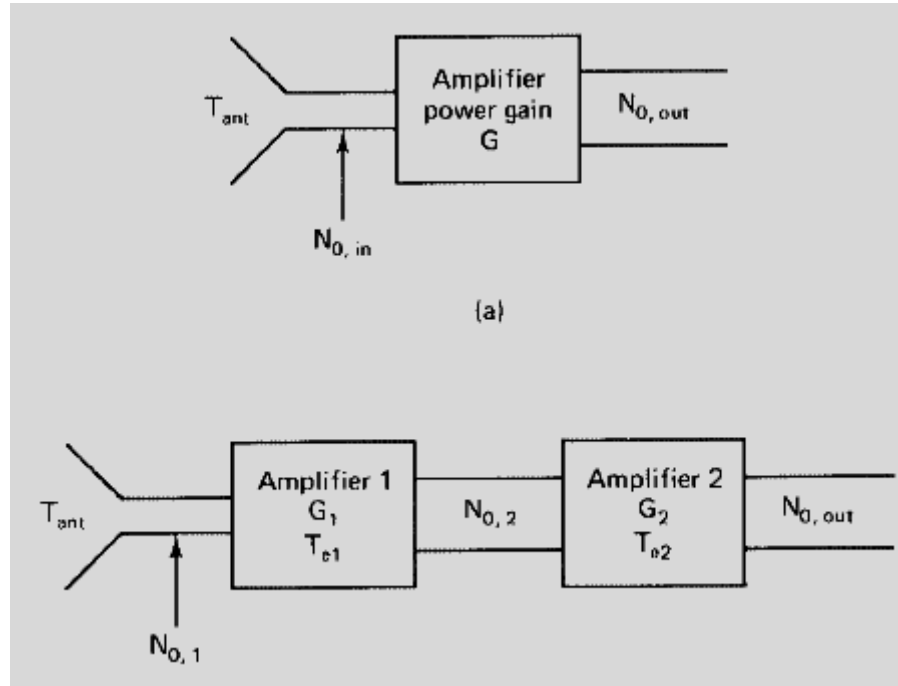 T_ant
Amplifier
power gain
G
N_0, out
N_0, in
(a)
T_ant
Amplifier 1
G_1
T_e1
N_0, 2
Amplifier 2
G_2
T_e2
N_0, out
N_0, 1